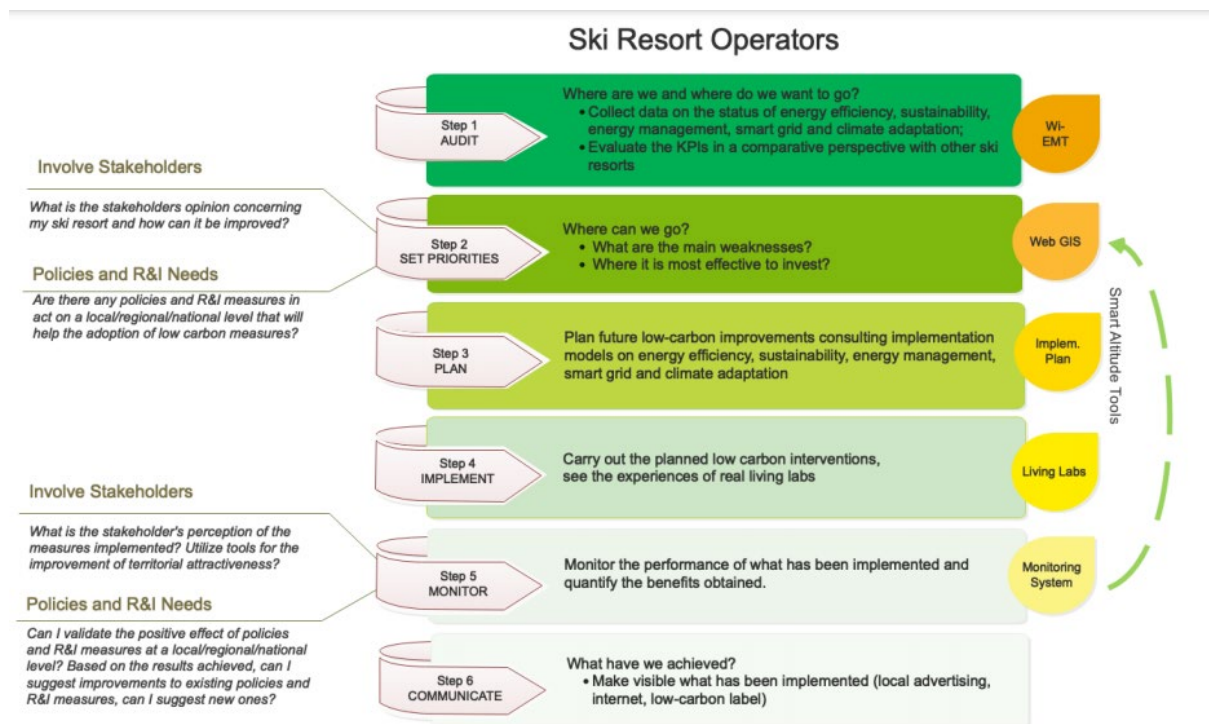 Ski Resort Operators
Step 1
AUDIT
Where are we and where do we want to go?
• Collect data on the status of energy efficiency, sustainability,
energy management, smart grid and climate adaptation;
• Evaluate the KPIs in a comparative perspective with other ski
resorts
Wi-
EMT
Involve Stakeholders
What is the stakeholders opinion concerning
my ski resort and how can it be improved?
Policies and R&I Needs
Are there any policies and R&I measures in
act on a local/regional/national level that will
help the adoption of low carbon measures?
Step 2
SET PRIORITIES
Where can we go?
• What are the main weaknesses?
• Where it is most effective to invest?
Web GIS
Step 3
PLAN
Plan future low-carbon improvements consulting implementation
models on energy efficiency, sustainability, energy management,
smart grid and climate adaptation
Implem.
Plan
Smart Altitude Tools
Step 4
IMPLEMENT
Carry out the planned low carbon interventions,
see the experiences of real living labs
Living Labs
Involve Stakeholders
What is the stakeholder's perception of the
measures implemented? Utilize tools for the
improvement of territorial attractiveness?
Policies and R&I Needs
Can I validate the positive effect of policies
and R&I measures at a local/regional/national
level? Based on the results achieved, can I
suggest improvements to existing policies and
R&I measures, can I suggest new ones?
Step 5
MONITOR
Monitor the performance of what has been implemented and
quantify the benefits obtained.
Monitoring
System
Step 6
COMMUNICATE
What have we achieved?
• Make visible what has been implemented (local advertising,
internet, low-carbon label)